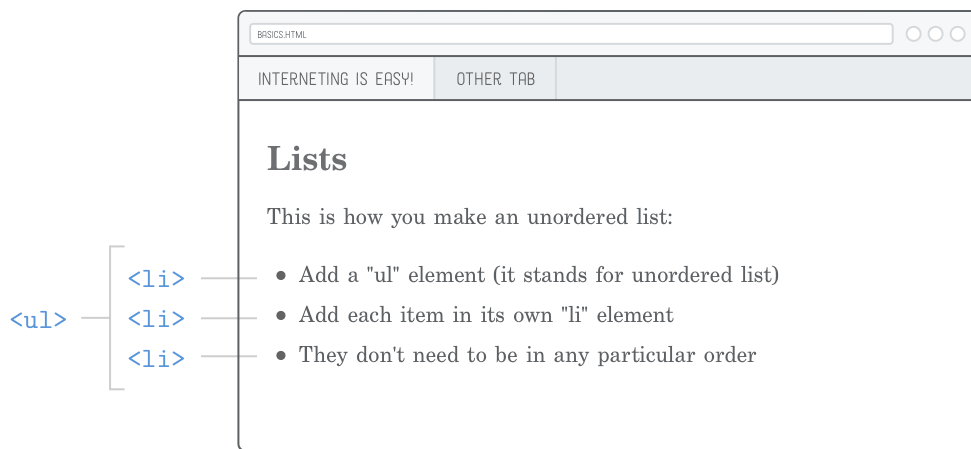 BASICS.HTML
INTERNETING IS EASY! OTHER TAB
Lists
This is how you make an unordered list:
<ul>
<li> Add a "ul" element (it stands for unordered list)
<li> Add each item in its own "li" element
<li> They don't need to be in any particular order